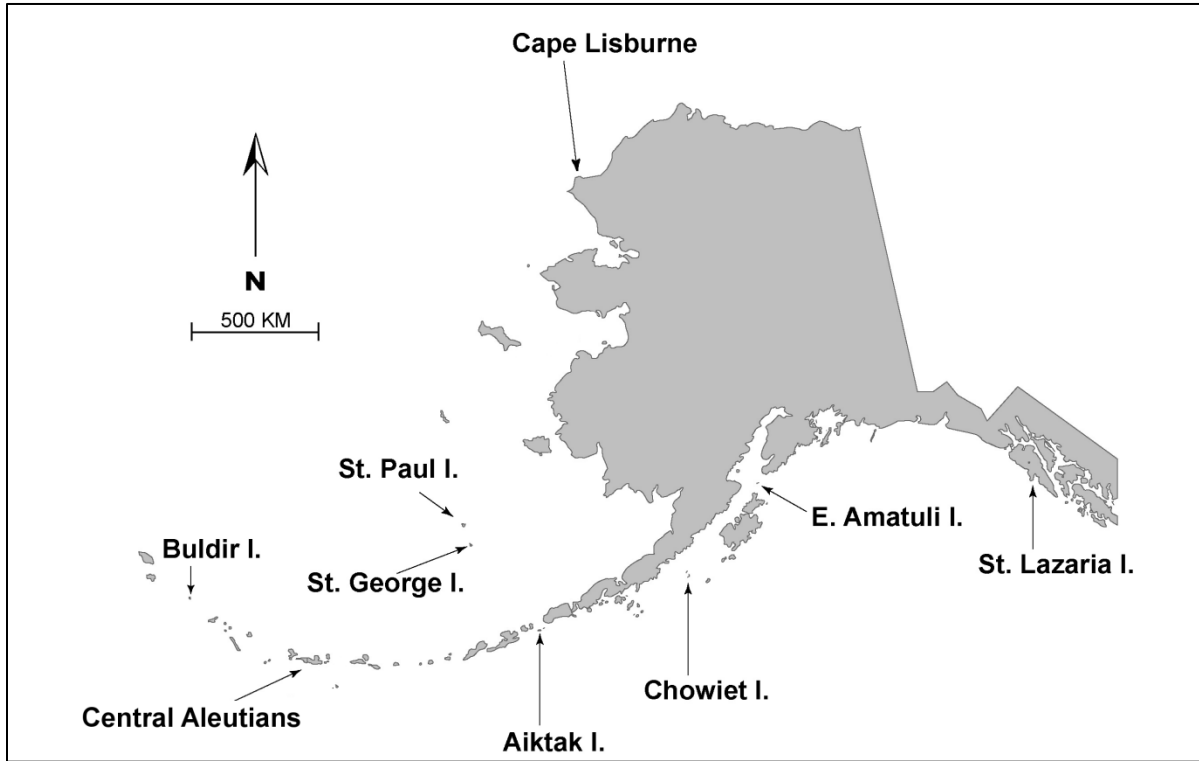 Cape Lisburne
N
500 KM
St. Paul I.
E. Amatuli I.
Buldir I.
St. George I.
St. Lazaria I.
Chowiet I.
Central Aleutians
Aiktak I.